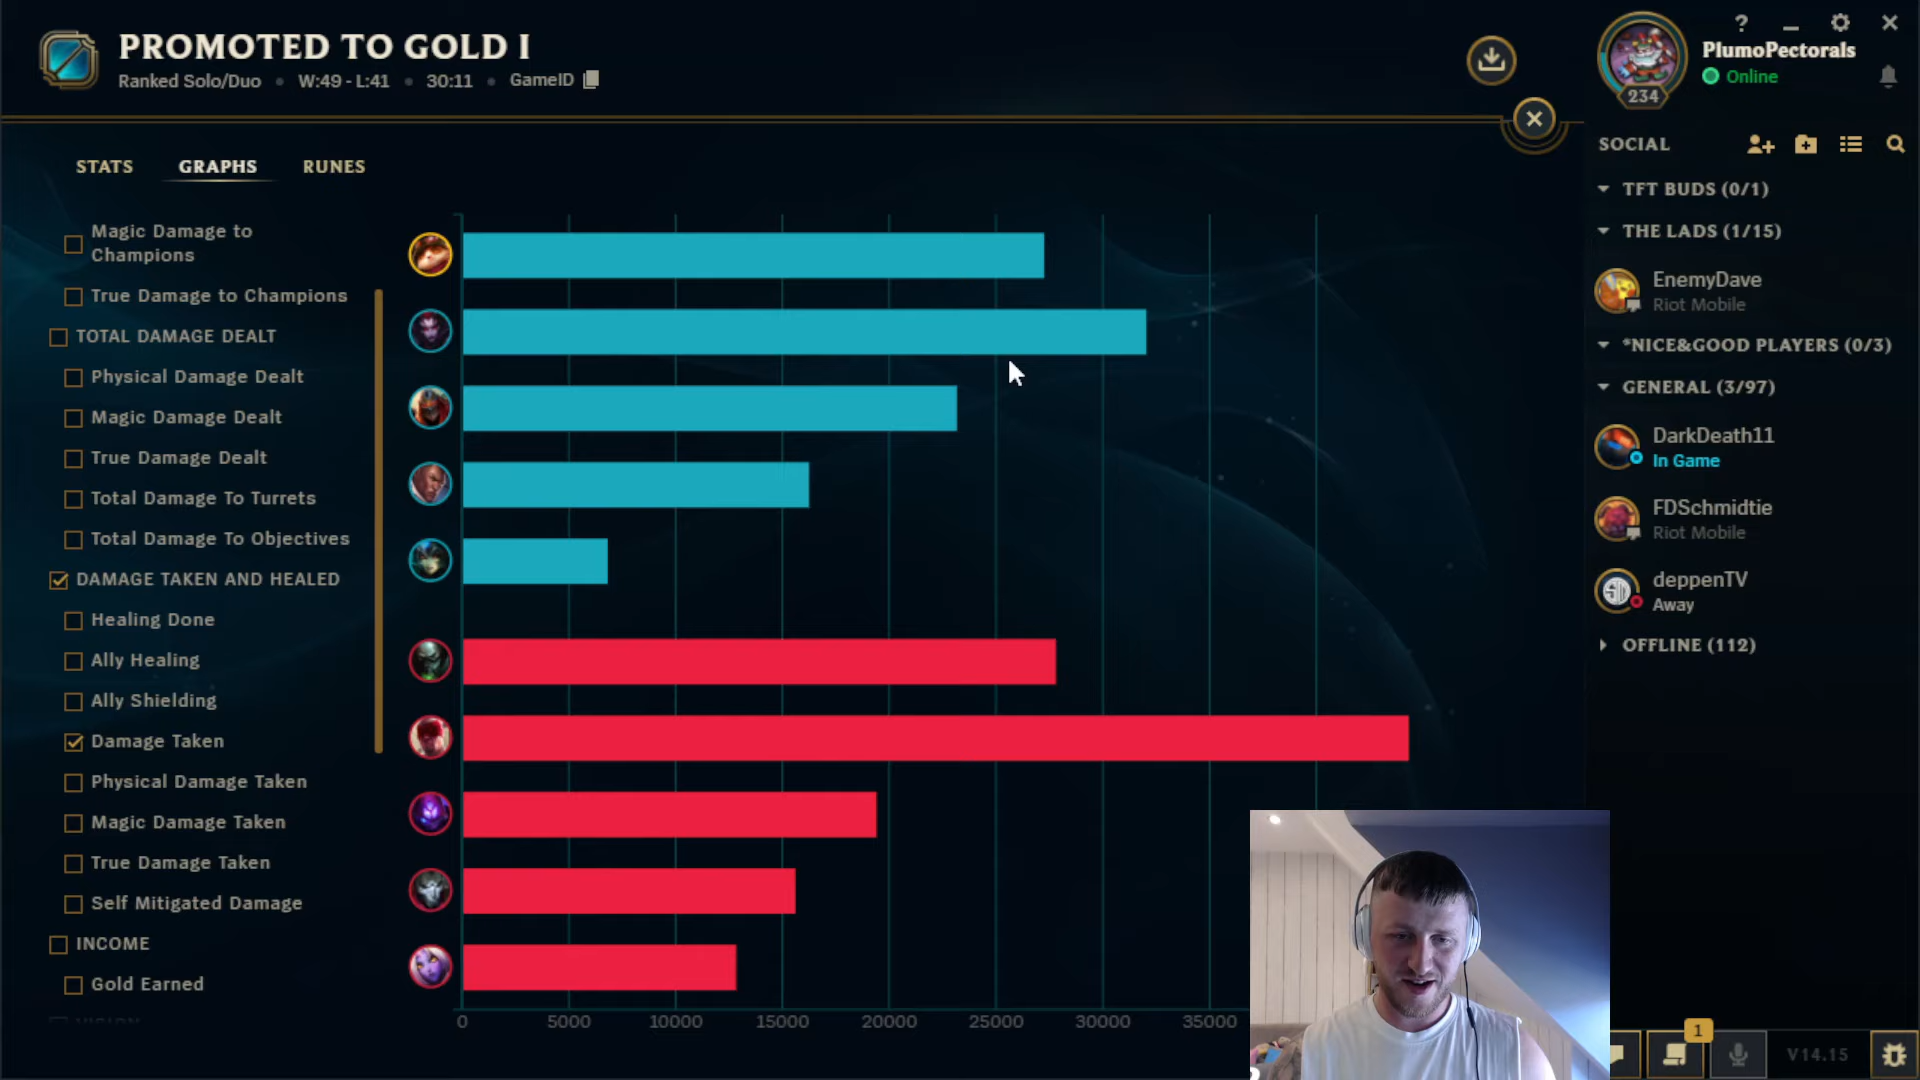 PROMOTED TO GOLD I
Ranked Solo/Duo • W:49 - L:41 • 30:11 • GameID
STATS GRAPHS RUNES
Magic Damage to
Champions
True Damage to Champions
TOTAL DAMAGE DEALT
Physical Damage Dealt
Magic Damage Dealt
True Damage Dealt
Total Damage To Turrets
Total Damage To Objectives
DAMAGE TAKEN AND HEALED
Healing Done
Ally Healing
Ally Shielding
Damage Taken
Physical Damage Taken
Magic Damage Taken
True Damage Taken
Self Mitigated Damage
INCOME
Gold Earned
0 5000 10000 15000 20000 25000 30000 35000
?
PlumoPectorals
Online
234
SOCIAL
TFT BUDS (0/1)
THE LADS (1/15)
EnemyDave
Riot Mobile
*NICE&GOOD PLAYERS (0/3)
GENERAL (3/97)
DarkDeath11
In Game
FDSchmidtie
Riot Mobile
deppenTV
Away
OFFLINE (112)
1
V14.15